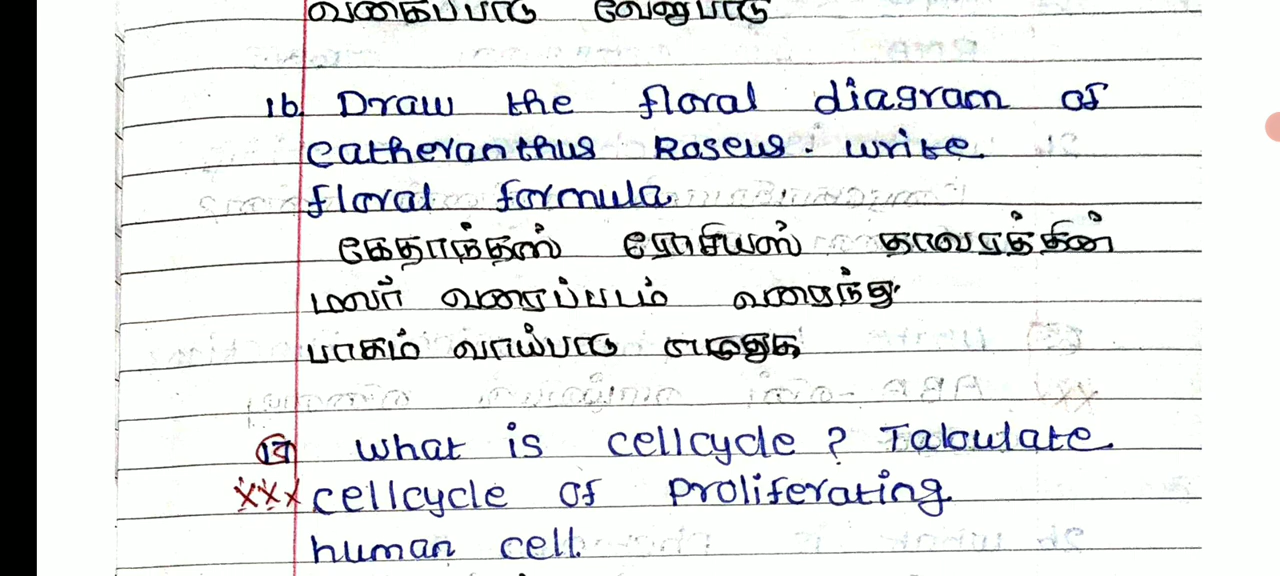 வகைப்பாடு வேறுபாடு
16. Draw the floral diagram of
Catheranthus Roseus. write
floral formula
கேதராந்தஸ் ரோசியஸ் தாவரத்தின்
மலர் வரைப்படம் வரைந்து
பாகம் வாய்பாடு எழுதுக
17 What is cellcycle? Tabulate
XXX cellcycle of Proliferating
human cell.